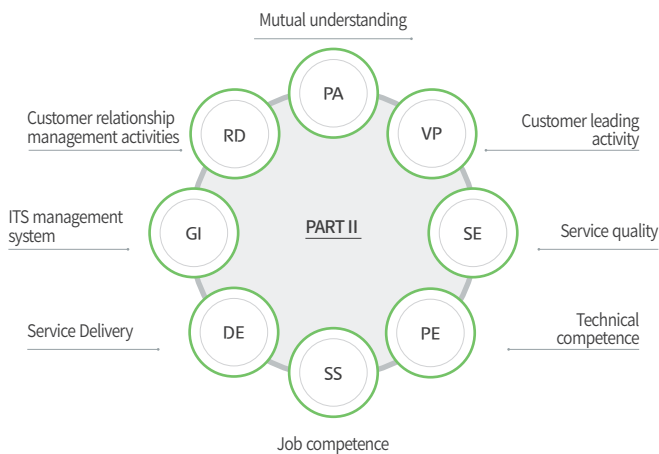 Mutual understanding
PA
Customer relationship
management activities
RD
VP
Customer leading
activity
ITS management
system
GI
PART II
SE
Service quality
Service Delivery
DE
PE
Technical
competence
SS
Job competence